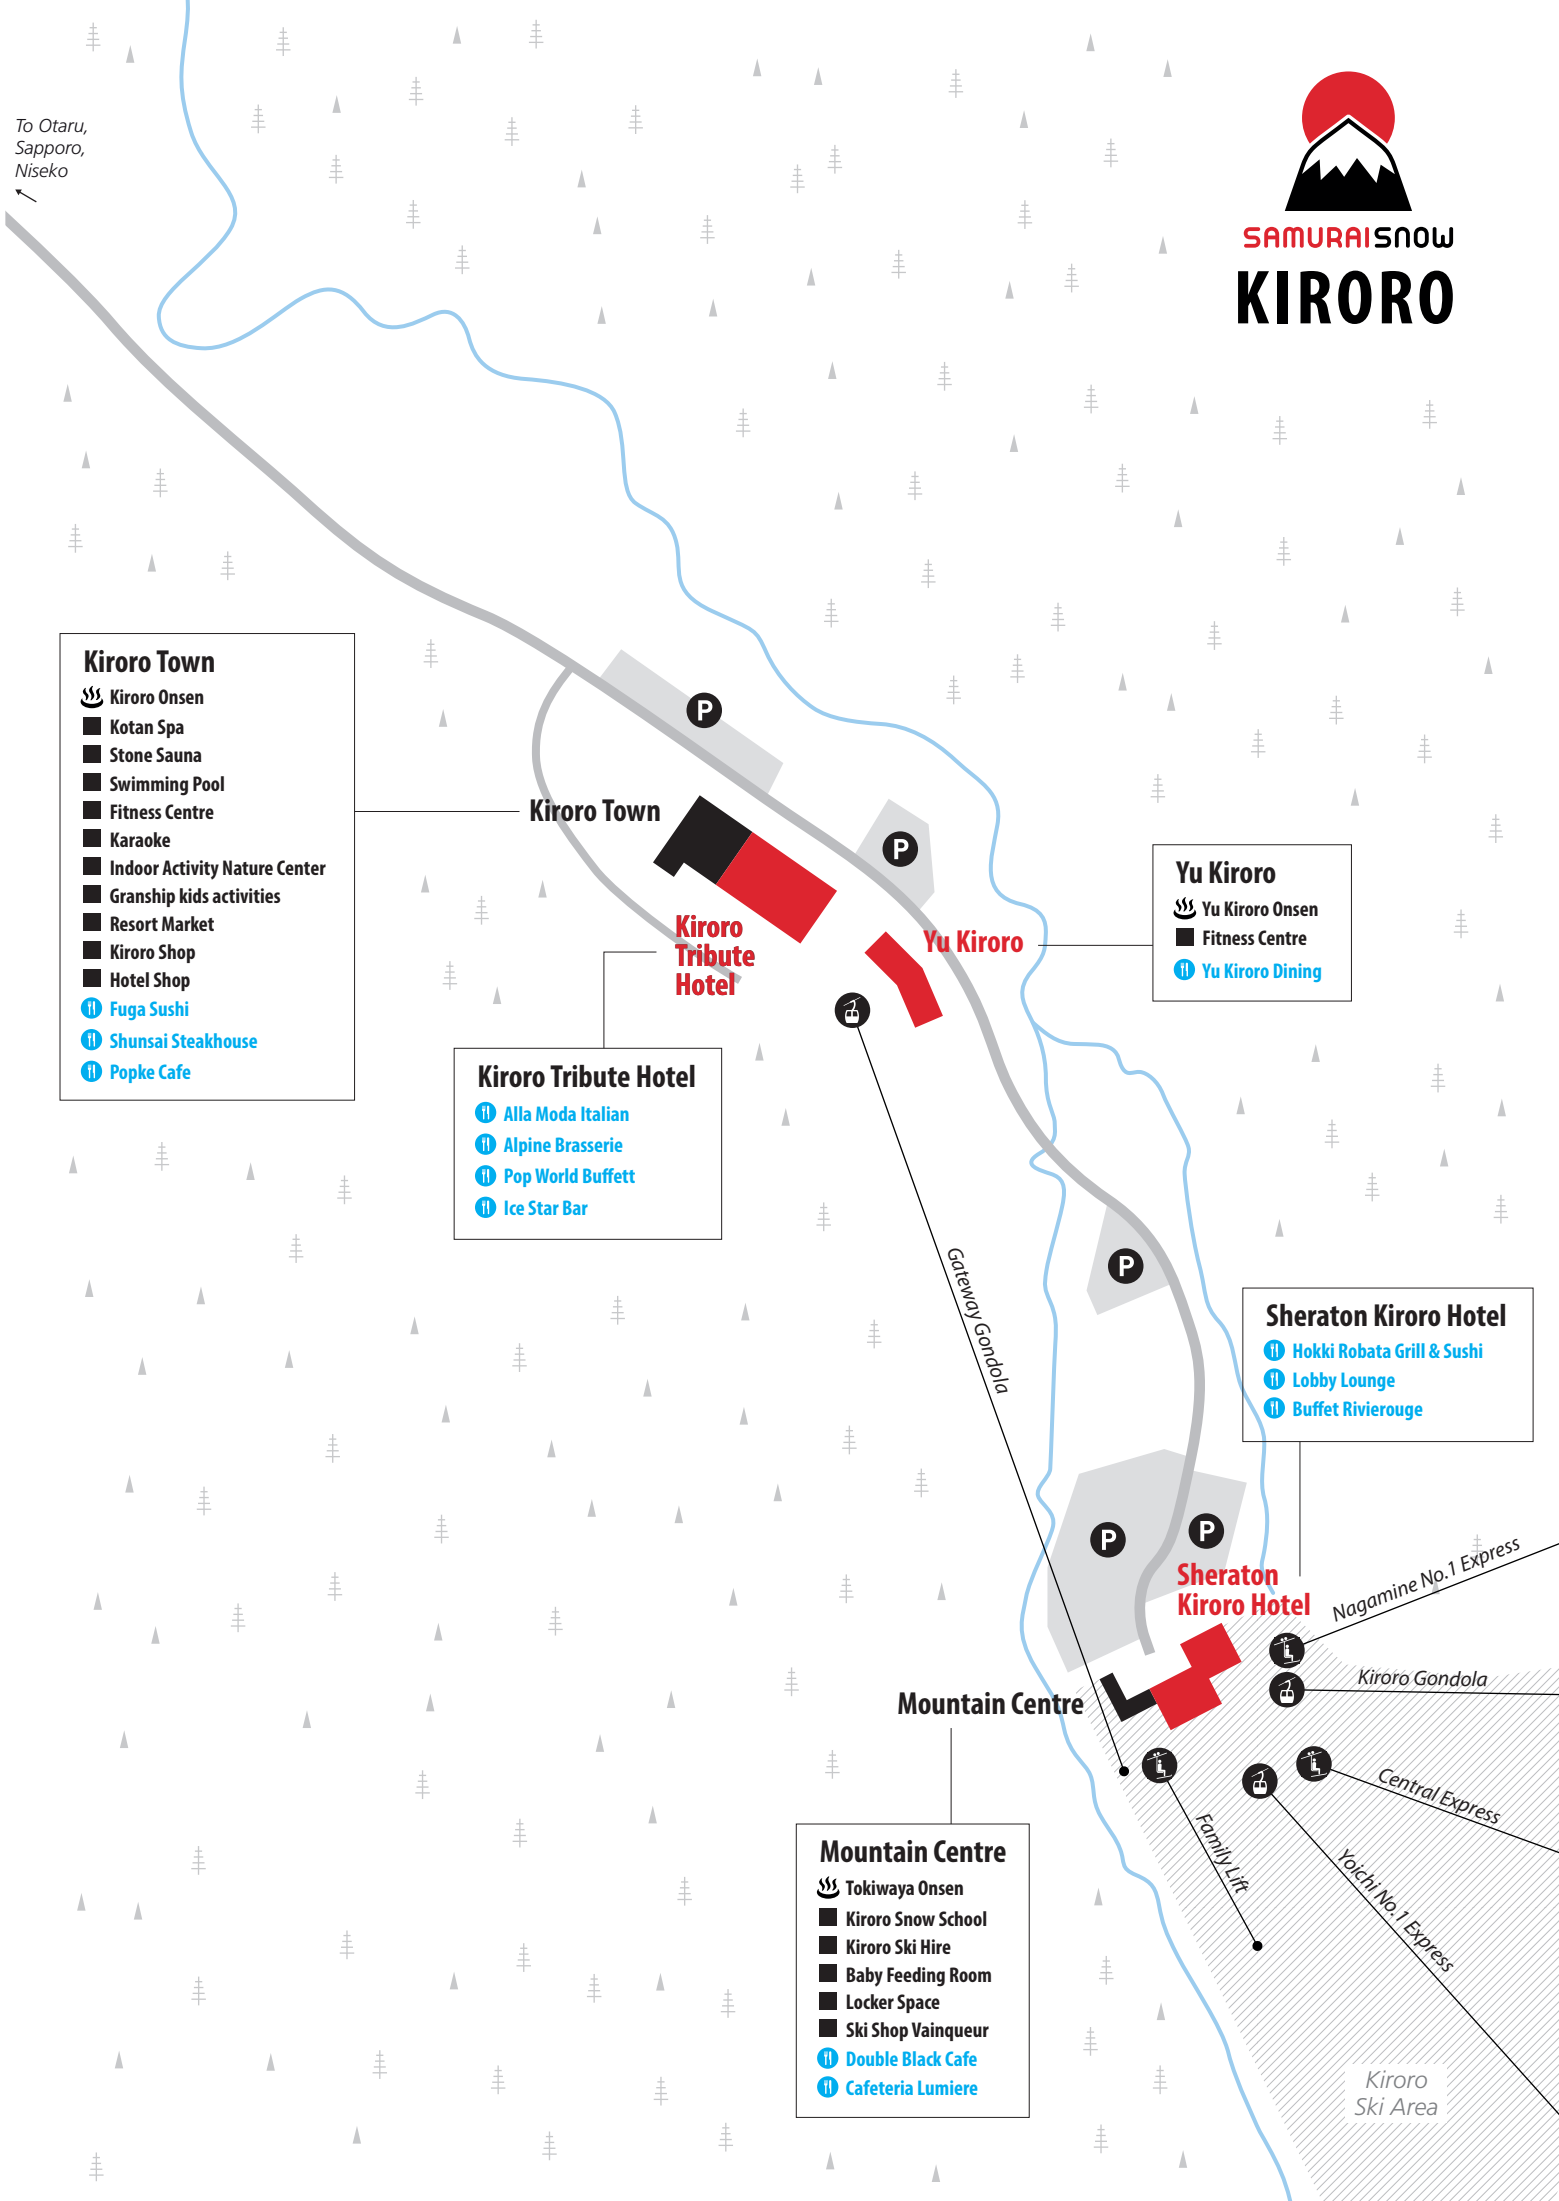 To Otaru,
Sapporo,
Niseko
SAMURAISNOW
KIRORO
Kiroro Town
Kiroro Onsen
Kotan Spa
Stone Sauna
Swimming Pool
Fitness Centre
Karaoke
Indoor Activity Nature Center
Granship kids activities
Resort Market
Kiroro Shop
Hotel Shop
Fuga Sushi
Shunsai Steakhouse
Popke Cafe
P
Kiroro Town
P
Kiroro
Tribute
Hotel
Yu Kiroro
Yu Kiroro
Yu Kiroro Onsen
Fitness Centre
Yu Kiroro Dining
Kiroro Tribute Hotel
Alla Moda Italian
Alpine Brasserie
Pop World Buffett
Ice Star Bar
Gateway Gondola
P
Sheraton Kiroro Hotel
Hokki Robata Grill & Sushi
Lobby Lounge
Buffet Rivierouge
P
P
Sheraton
Kiroro Hotel
Nagamine No.1 Express
Kiroro Gondola
Mountain Centre
Central Express
Family Lift
Yoichi No.1 Express
Mountain Centre
Tokiwaya Onsen
Kiroro Snow School
Kiroro Ski Hire
Baby Feeding Room
Locker Space
Ski Shop Vainqueur
Double Black Cafe
Cafeteria Lumiere
Kiroro
Ski Area